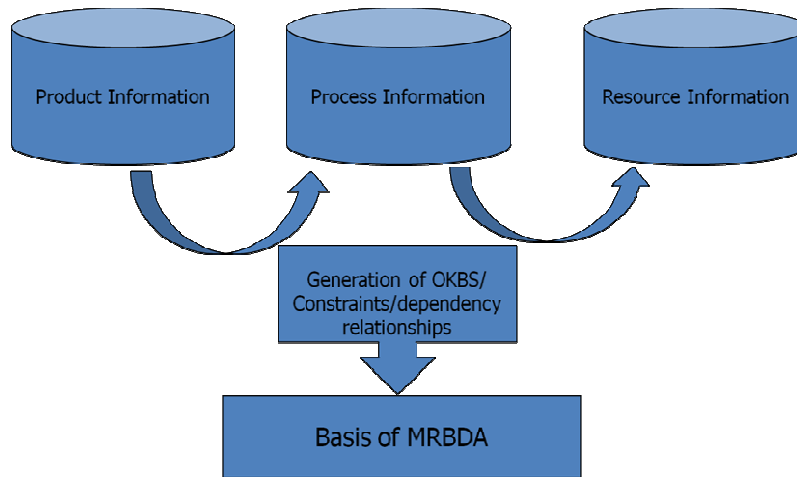 Product Information
Process Information
Resource Information
Generation of OKBS/
Constraints/dependency
relationships
Basis of MRBDA